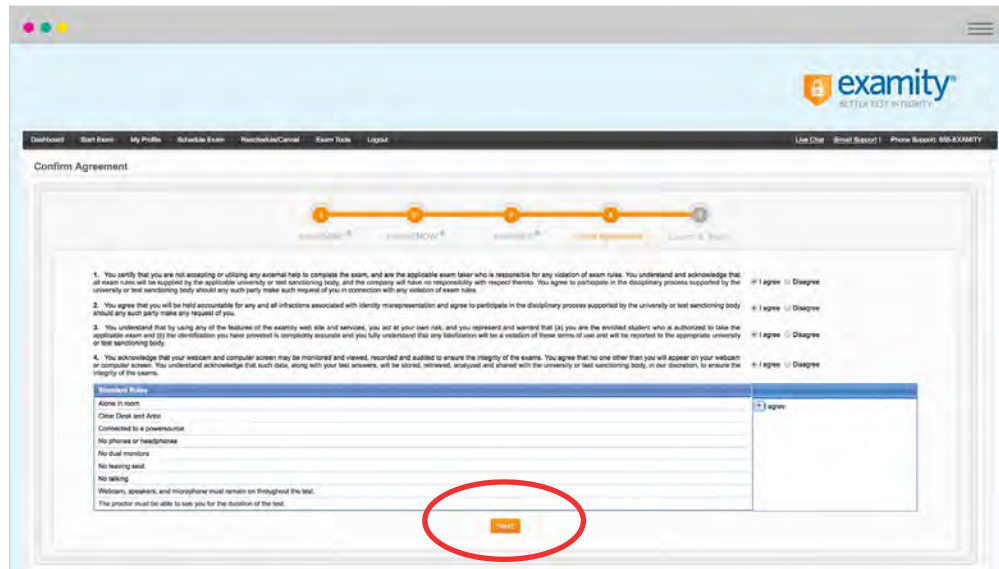 examity®
BETTER TEST INTEGRITY
Dashboard Start Exam My Profile Schedule Exam Reschedule/Cancel Exam Tools Logout Live Chat Email Support | Phone Support: 855-EXAMITY
Confirm Agreement
1. You certify that you are not accepting or utilizing any external help to complete the exam, and are the applicable exam taker who is responsible for any violation of exam rules. You understand and acknowledge that
all exam rules will be supplied by the applicable university or test sanctioning body, and the company will have no responsibility with respect thereto. You agree to participate in the disciplinary process supported by the
university or test sanctioning body should any such party make such request of you in connection with any violation of exam rules.
I agree Disagree
2. You agree that you will be held accountable for any and all infractions associated with identity misrepresentation and agree to participate in the disciplinary process supported by the university or test sanctioning body
should any such party make any request of you.
I agree Disagree
3. You understand that by using any of the features of the examity web site and services, you act at your own risk, and you represent and warrant that (a) you are the enrolled student who is authorized to take the
applicable exam and (b) the identification you have provided is completely accurate and you fully understand that any falsification will be a violation of these terms of use and will be reported to the appropriate university
or test sanctioning body.
I agree Disagree
4. You acknowledge that your webcam and computer screen may be monitored and viewed, recorded and audited to ensure the integrity of the exams. You agree that no one other than you will appear on your webcam
or computer screen. You understand acknowledge that such data, along with your test answers, will be stored, retrieved, analyzed and shared with the university or test sanctioning body, in our discretion, to ensure the
integrity of the exams.
I agree Disagree
Standard Rules
Alone in room
I agree
Clear Desk and Area
Connected to a powersource
No phones or headphones
No dual monitors
No leaving seat
No talking
Webcam, speakers, and microphone must remain on throughout the test.
The proctor must be able to see you for the duration of the test.
Next